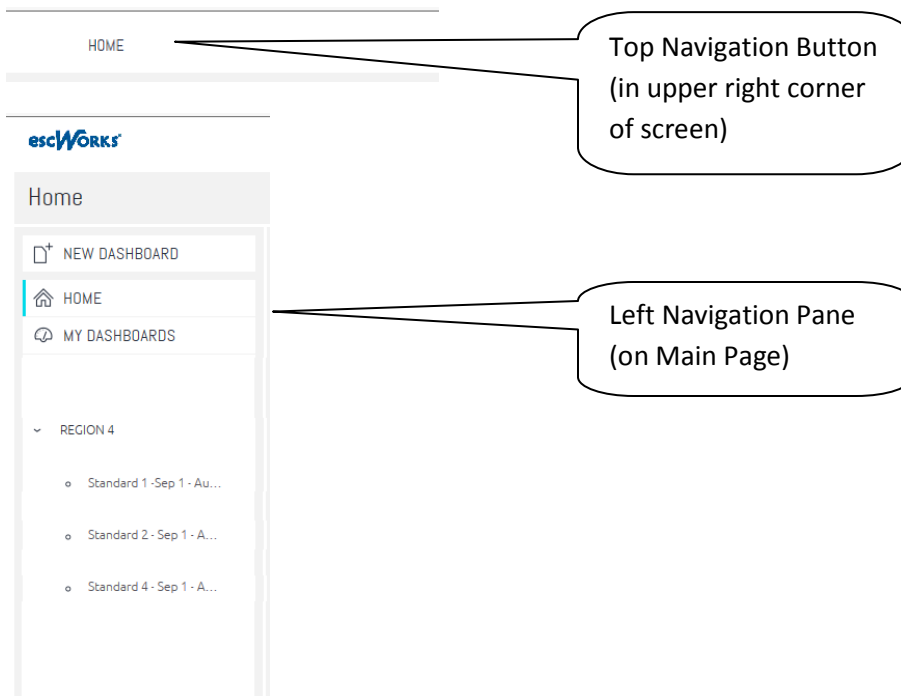 HOME
Top Navigation Button
(in upper right corner
of screen)
escWorks®
Home
NEW DASHBOARD
HOME
MY DASHBOARDS
Left Navigation Pane
(on Main Page)
REGION 4
Standard 1 -Sep 1 - Au...
Standard 2 - Sep 1 - A...
Standard 4 - Sep 1 - A...